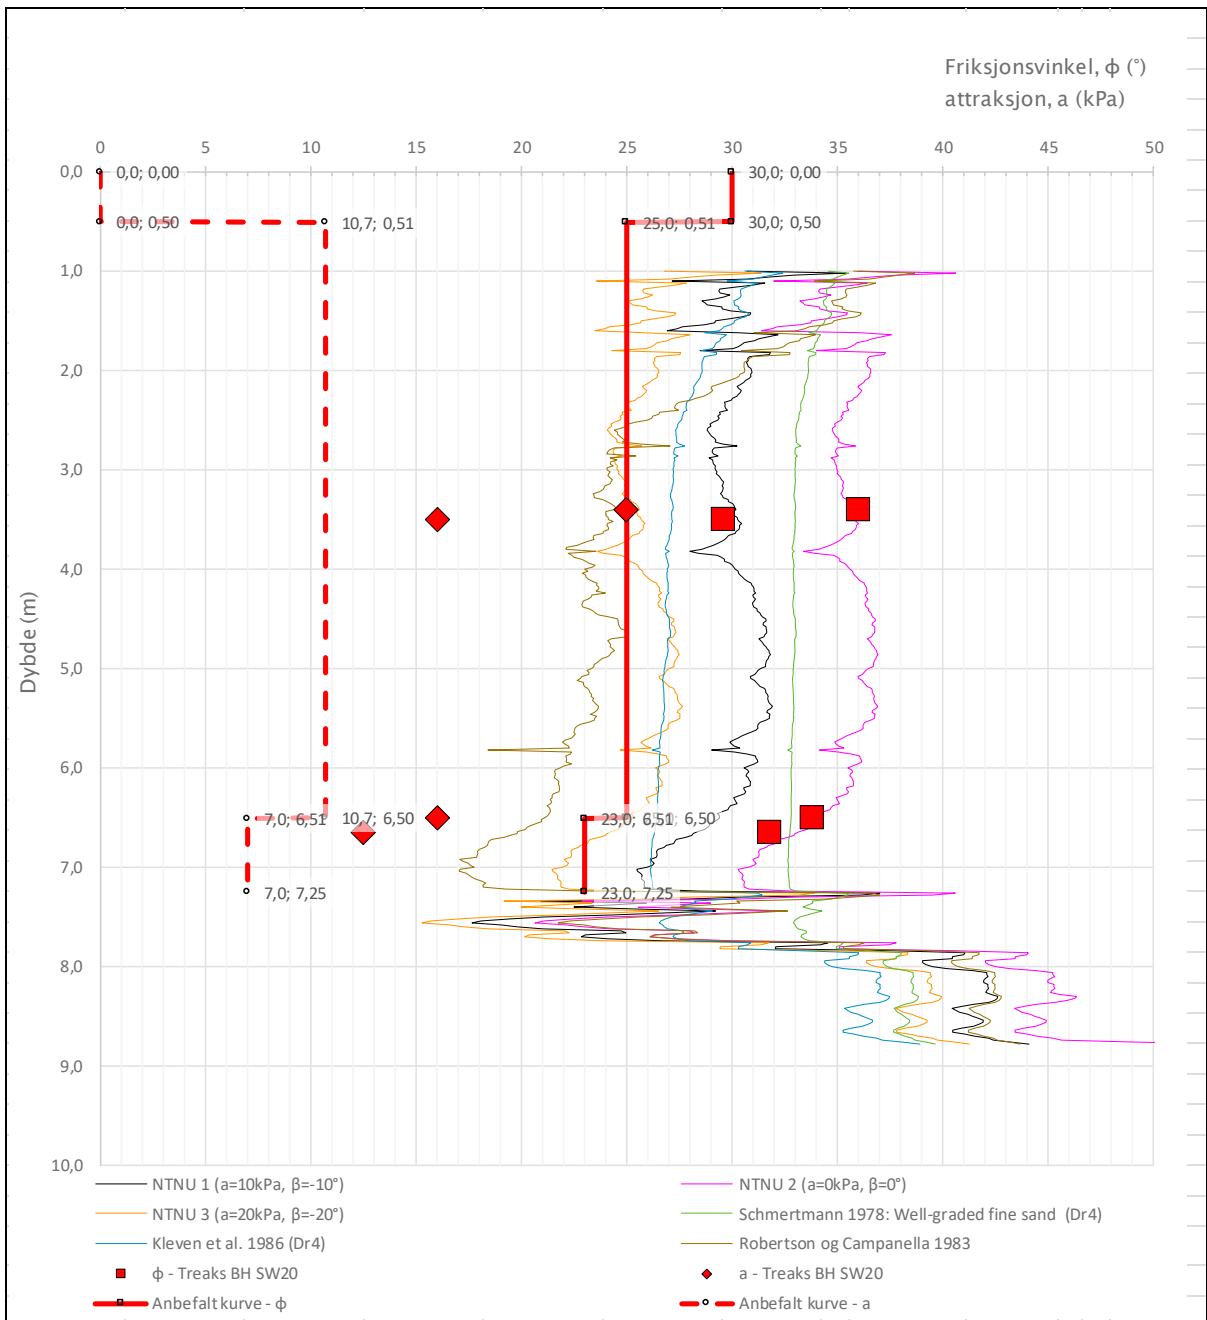 Friksjonsvinkel, ϕ (°)
attraksjon, a (kPa)
0 5 10 15 20 25 30 35 40 45 50
0,0
0,0; 0,00
30,0; 0,00
0,0; 0,50
10,7; 0,51
25,0; 0,51
30,0; 0,50
1,0
2,0
3,0
4,0
Dybde (m)
5,0
6,0
7,0; 6,51
10,7; 6,50
23,0; 6,51
6,50
7,0
7,0; 7,25
23,0; 7,25
8,0
9,0
10,0
NTNU 1 (a=10kPa, β=-10°)
NTNU 2 (a=0kPa, β=0°)
NTNU 3 (a=20kPa, β=-20°)
Schmertmann 1978: Well-graded fine sand (Dr4)
Kleven et al. 1986 (Dr4)
Robertson og Campanella 1983
ϕ - Treaks BH SW20
a - Treaks BH SW20
Anbefalt kurve - ϕ
Anbefalt kurve - a